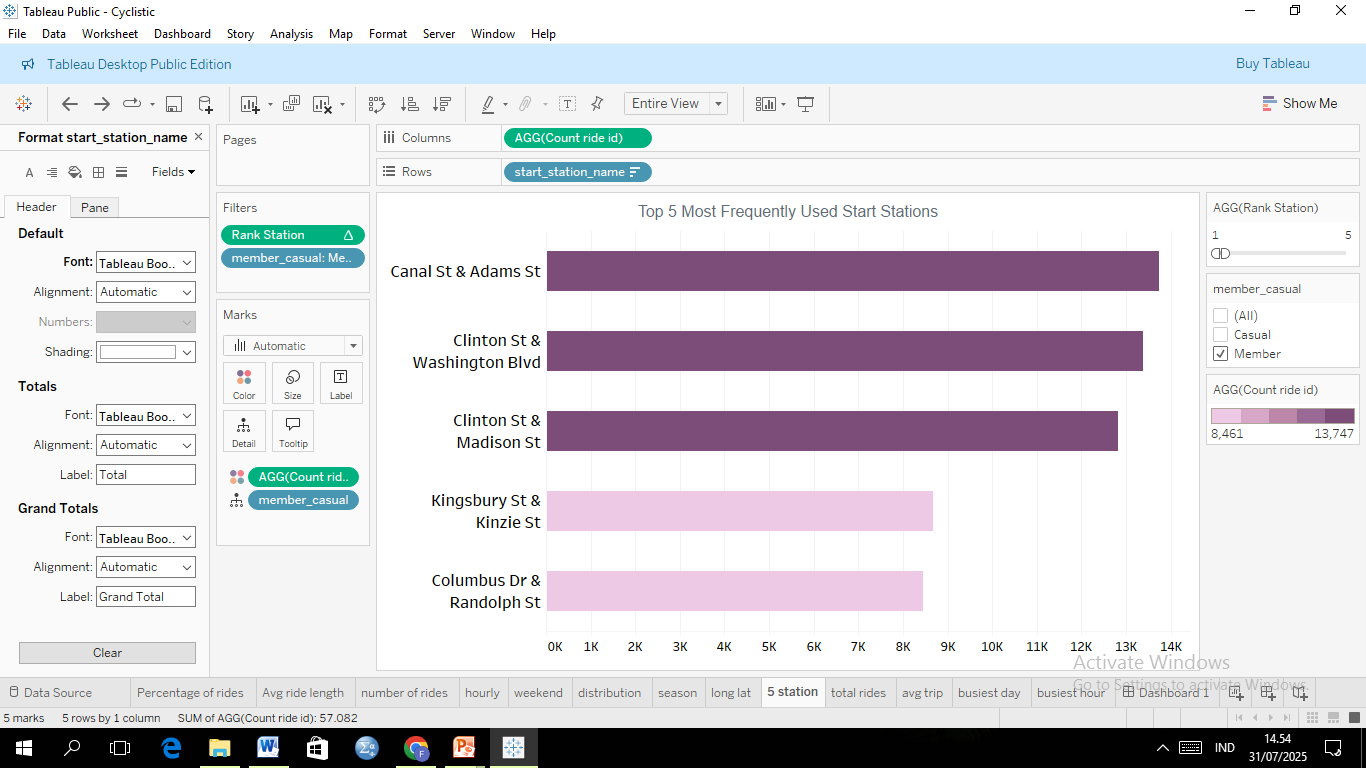 Tableau Public - Cyclistic
File Data Worksheet Dashboard Story Analysis Map Format Server Window Help
Tableau Desktop Public Edition Buy Tableau
Entire View Show Me
Format start_station_name
Fields
Header Pane
Default
Font: Tableau Boo..
Alignment: Automatic
Numbers:
Shading:
Totals
Font: Tableau Boo..
Alignment: Automatic
Label: Total
Grand Totals
Font: Tableau Boo..
Alignment: Automatic
Label: Grand Total
Clear
Pages
Filters
Rank Station
member_casual: Me..
Marks
Automatic
Color Size Label
Detail Tooltip
AGG(Count rid..
member_casual
Columns AGG(Count ride id)
Rows start_station_name
Top 5 Most Frequently Used Start Stations
Canal St & Adams St
Clinton St &
Washington Blvd
Clinton St &
Madison St
Kingsbury St &
Kinzie St
Columbus Dr &
Randolph St
0K 1K 2K 3K 4K 5K 6K 7K 8K 9K 10K 11K 12K 13K 14K
AGG(Rank Station)
1 5
member_casual
(All)
Casual
Member
AGG(Count ride id)
8,461 13,747
Activate Windows
Go to Settings to activate Windows.
Data Source Percentage of rides Avg ride length number of rides hourly weekend distribution season long lat 5 station total rides avg trip busiest day busiest hour Dashboard 1
5 marks 5 rows by 1 column SUM of AGG(Count ride id): 57.082
IND
14.54
31/07/2025